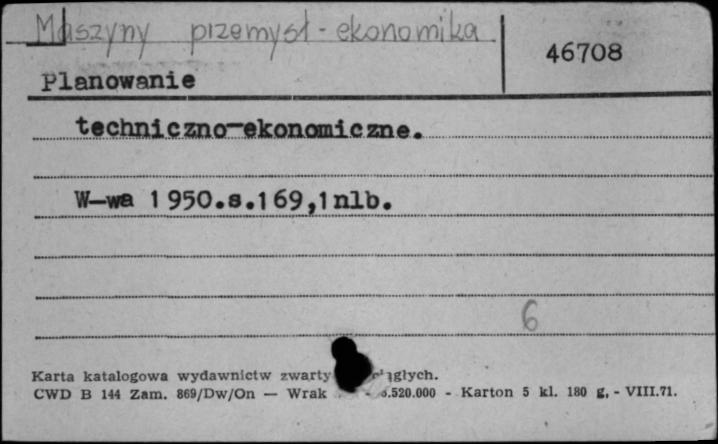 Maszyny przemysł - ekonomika
46708
Planowanie
techniczno-ekonomiczne.
W-wa 1950.s.169,1nlb.
6
Karta katalogowa wydawnictw zwarty głych.
CWD B 144 Zam. 869/Dw/On — Wrak .520.000 - Karton 5 kl. 180 g. - VIII.71.